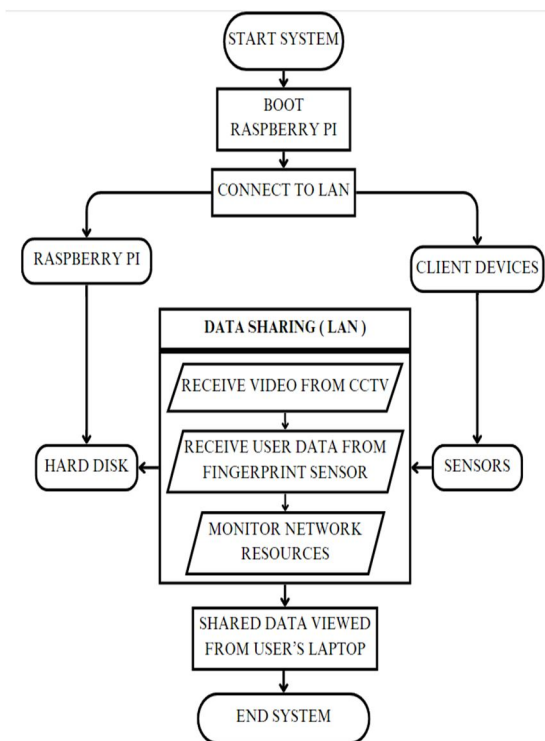 START SYSTEM
BOOT
RASPBERRY PI
CONNECT TO LAN
RASPBERRY PI
CLIENT DEVICES
DATA SHARING ( LAN )
RECEIVE VIDEO FROM CCTV
RECEIVE USER DATA FROM
FINGERPRINT SENSOR
HARD DISK
SENSORS
MONITOR NETWORK
RESOURCES
SHARED DATA VIEWED
FROM USER'S LAPTOP
END SYSTEM